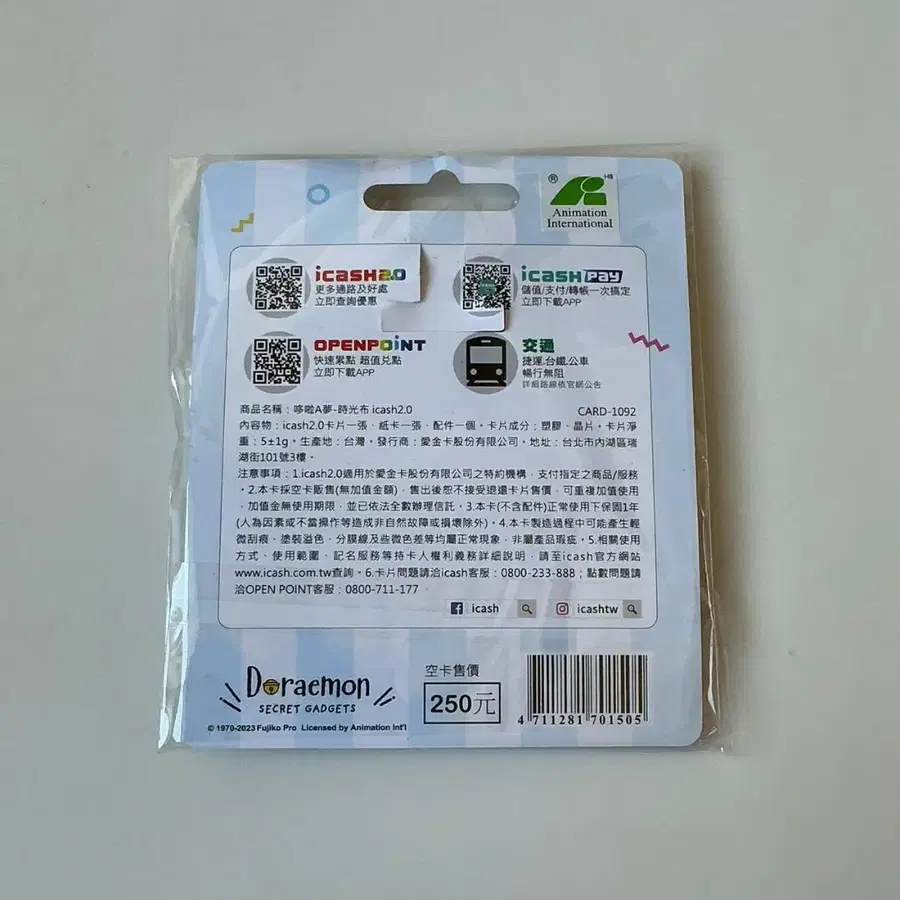 ® HB
Animation
International
icash2.0
更多通路及好處
立即查詢優惠
icash Pay
儲值/支付/轉帳一次搞定
立即下載APP
OPENPOiNT
快速累點 超值兌點
立即下載APP
交通
捷運.台鐵.公車
暢行無阻
詳細路線依官網公告
商品名稱：哆啦A夢-時光布 icash2.0 CARD-1092
內容物：icash2.0卡片一張、紙卡一張、配件一個。卡片成分：塑膠、晶片。卡片淨
重：5±1g。生產地：台灣。發行商：愛金卡股份有限公司。地址：台北市內湖區瑞
湖街101號3樓。
注意事項：1.icash2.0適用於愛金卡股份有限公司之特約機構，支付指定之商品/服務
。2.本卡採空卡販售(無加值金額)，售出後恕不接受退還卡片售價，可重複加值使用
，加值金無使用期限，並已依法全數辦理信託。3.本卡(不含配件)正常使用下保固1年
(人為因素或不當操作等造成非自然故障或損壞除外)。4.本卡製造過程中可能產生輕
微刮痕、塗裝溢色、分膜線及些微色差等均屬正常現象，非屬產品瑕疵。5.相關使用
方式、使用範圍、記名服務等持卡人權利義務詳細說明，請至icash官方網站
www.icash.com.tw查詢。6.卡片問題請洽icash客服：0800-233-888；點數問題請
洽OPEN POINT客服：0800-711-177
icash
icashtw
Doraemon
SECRET GADGETS
© 1970-2023 Fujiko Pro Licensed by Animation Int'l
空卡售價
250元
4 711281 701505